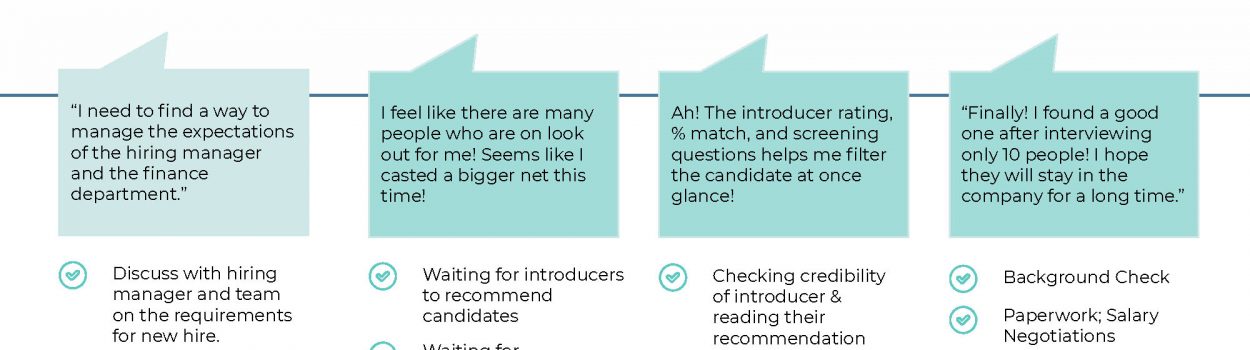 “I need to find a way to
manage the expectations
of the hiring manager
and the finance
department.”
I feel like there are many
people who are on look
out for me! Seems like I
casted a bigger net this
time!
Ah! The introducer rating,
% match, and screening
questions helps me filter
the candidate at once
glance!
“Finally! I found a good
one after interviewing
only 10 people! I hope
they will stay in the
company for a long time.”
Discuss with hiring
manager and team
on the requirements
for new hire.
Waiting for introducers
to recommend
candidates
Waiting for
Checking credibility
of introducer &
reading their
recommendation
Background Check
Paperwork; Salary
Negotiations